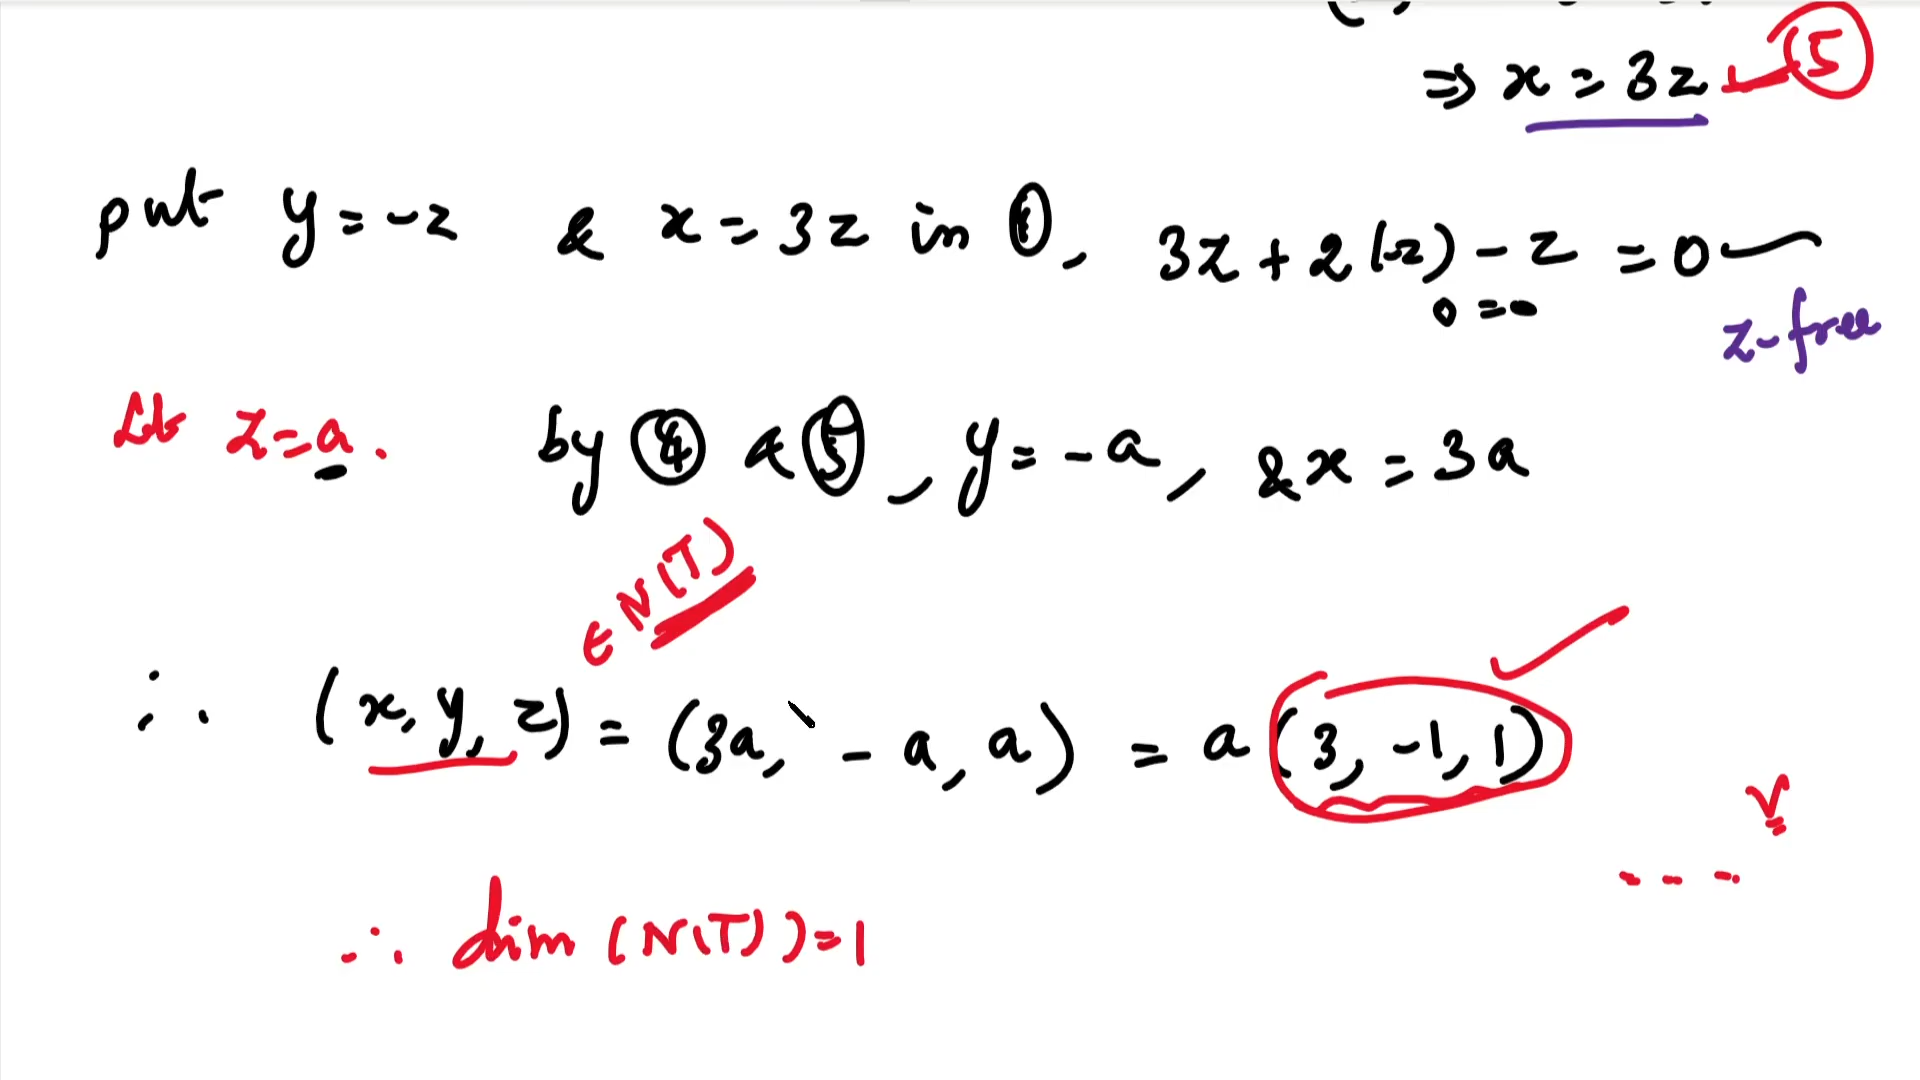 ⇒ x = 3z ⑤
put y = -z & x = 3z in ①, 3z + 2(-z) - z = 0
0 = 0
z-free
Let z = a. by ④ & ⑤, y = -a, & x = 3a
∈ N(T)
∴ (x, y, z) = (3a, -a, a) = a(3, -1, 1)
∴ dim (N(T)) = 1